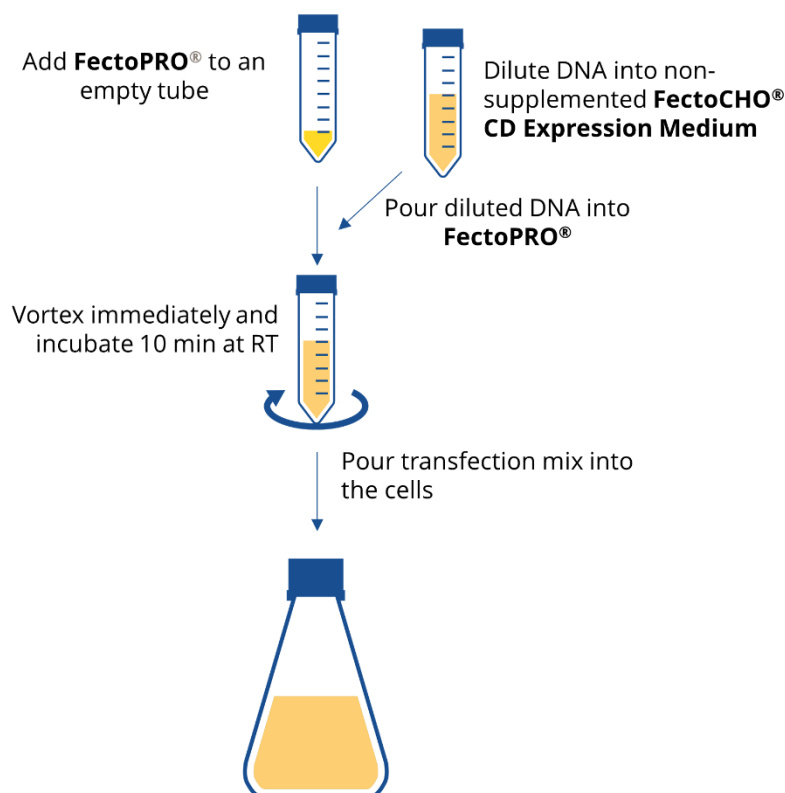 Add FectoPRO® to an
empty tube
Dilute DNA into non-
supplemented FectoCHO®
CD Expression Medium
Pour diluted DNA into
FectoPRO®
Vortex immediately and
incubate 10 min at RT
Pour transfection mix into
the cells